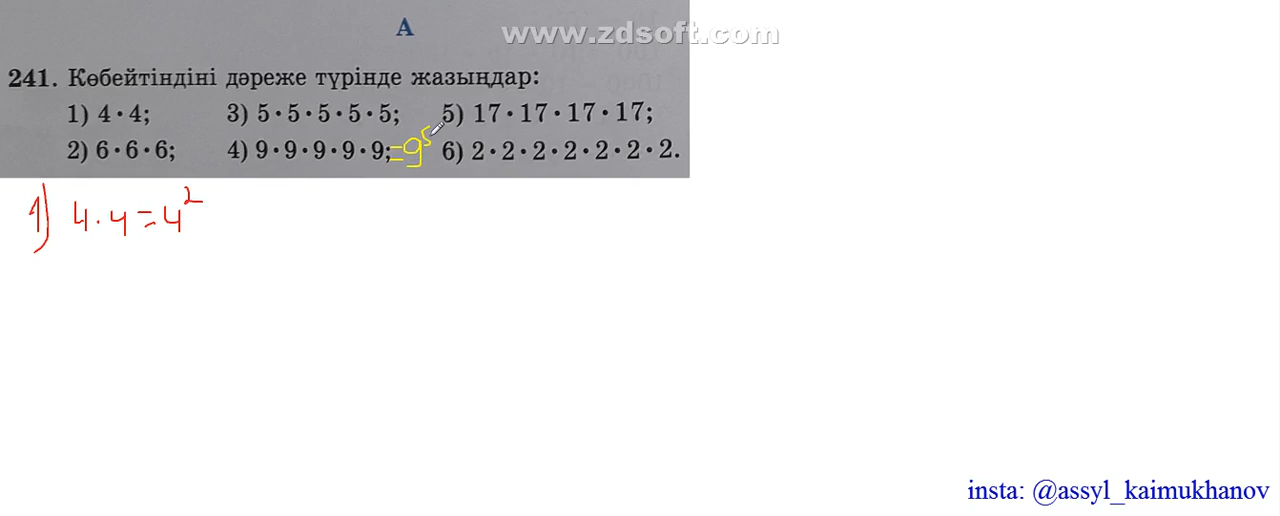 A
www.zdsoft.com
241. Көбейтіндіні дәреже түрінде жазыңдар:
1) 4 · 4; 3) 5 · 5 · 5 · 5 · 5; 5) 17 · 17 · 17 · 17;
2) 6 · 6 · 6; 4) 9 · 9 · 9 · 9 · 9; =9⁵ 6) 2 · 2 · 2 · 2 · 2 · 2 · 2.
1) 4 · 4 = 4²
insta: @assyl_kaimukhanov